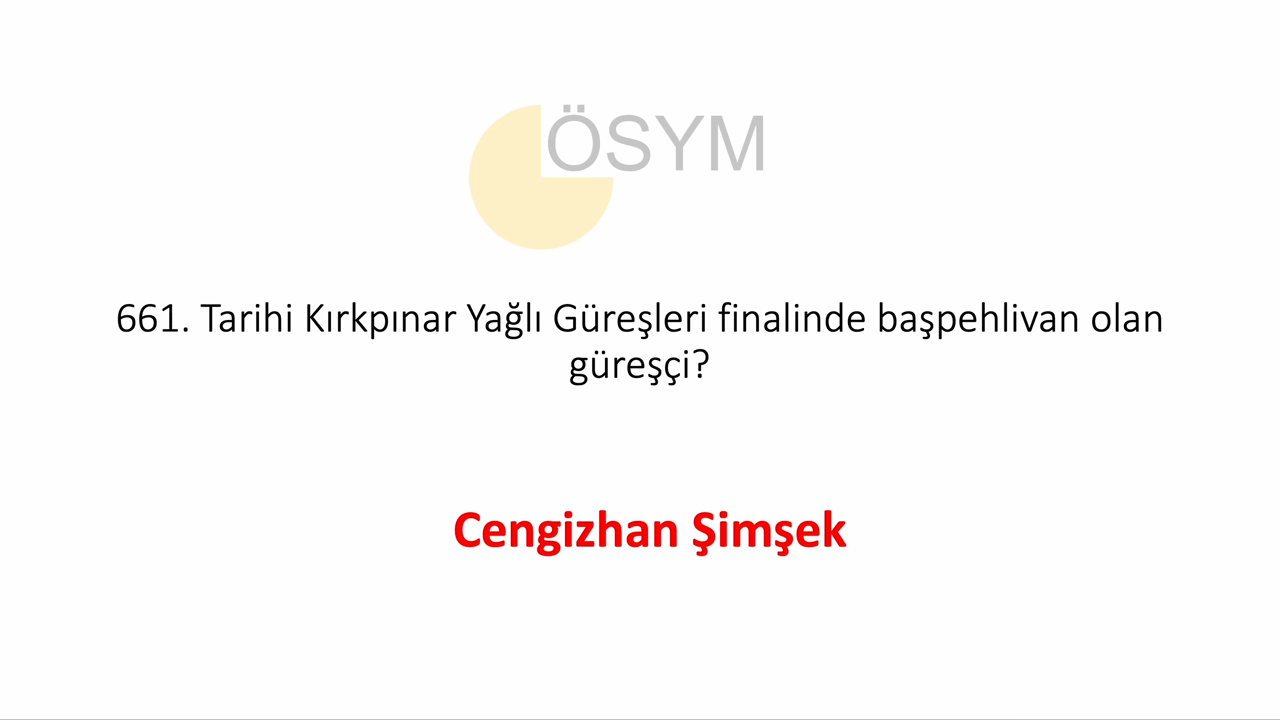 ÖSYM
661. Tarihi Kırkpınar Yağlı Güreşleri finalinde başpehlivan olan
güreşçi?
Cengizhan Şimşek